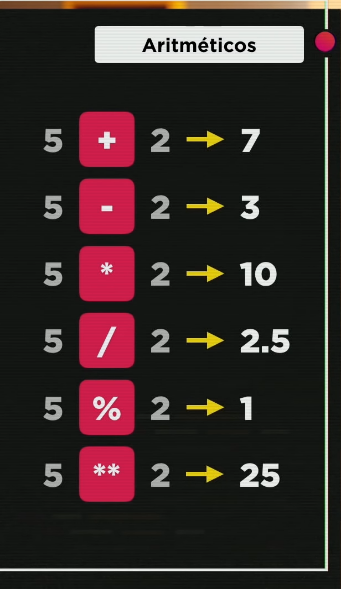 Aritméticos
5 + 2 → 7
5 - 2 → 3
5 * 2 → 10
5 / 2 → 2.5
5 % 2 → 1
5 ** 2 → 25